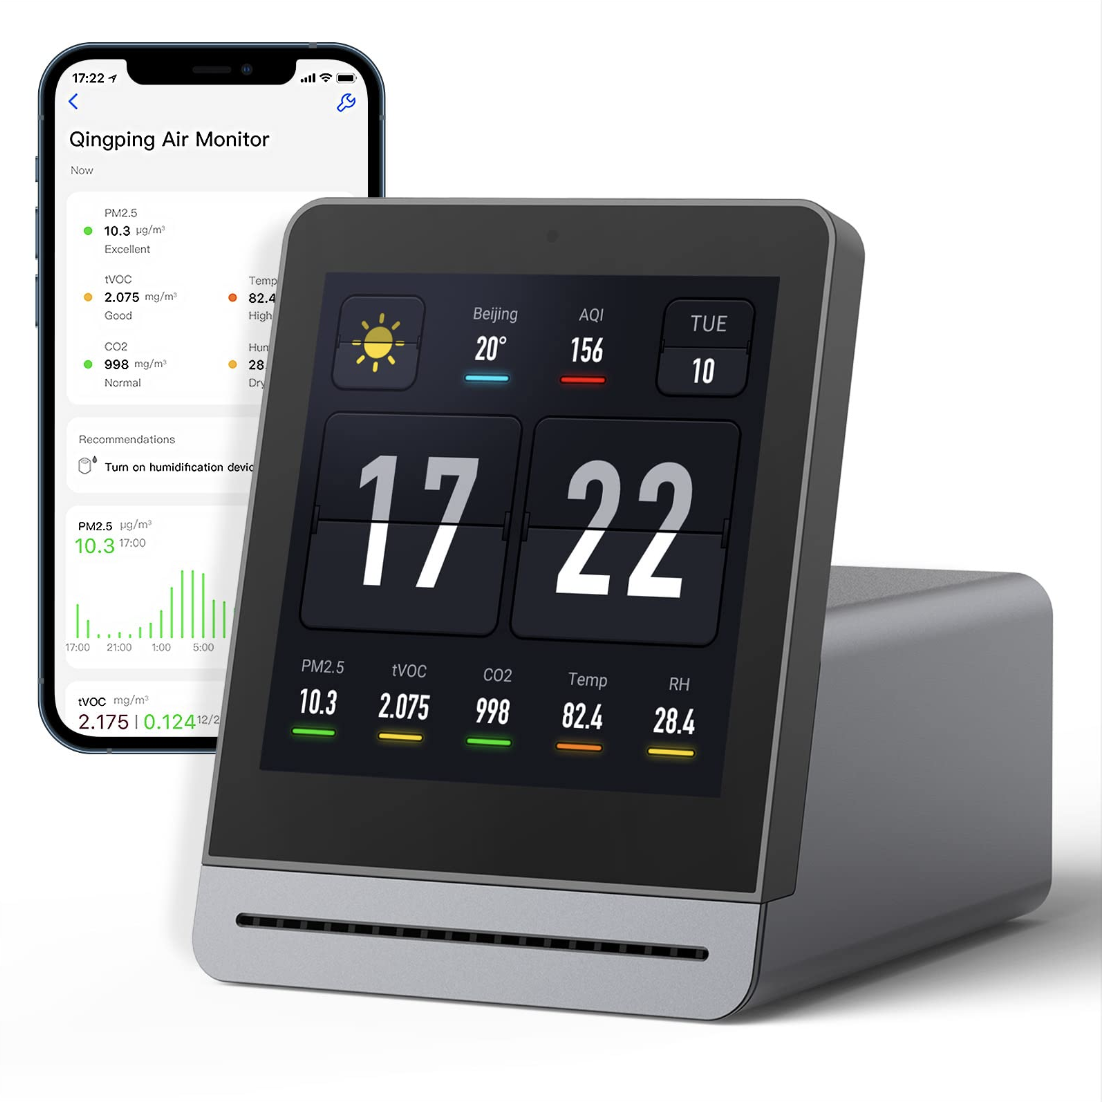 17:22
Qingping Air Monitor
Now
PM2.5
10.3 µg/m³
Excellent
tVOC
2.075 mg/m³
Good
Temp
82.4
High
CO2
998 mg/m³
Normal
28.
Dry
Recommendations
Turn on humidification
PM2.5 µg/m³
10.3 17:00
17:00 21:00 1:00 5:00
tVOC mg/m³
2.175 | 0.124 12/2
Beijing
20°
AQI
156
TUE
10
17 22
PM2.5 tVOC CO2 Temp RH
10.3 2.075 998 82.4 28.4